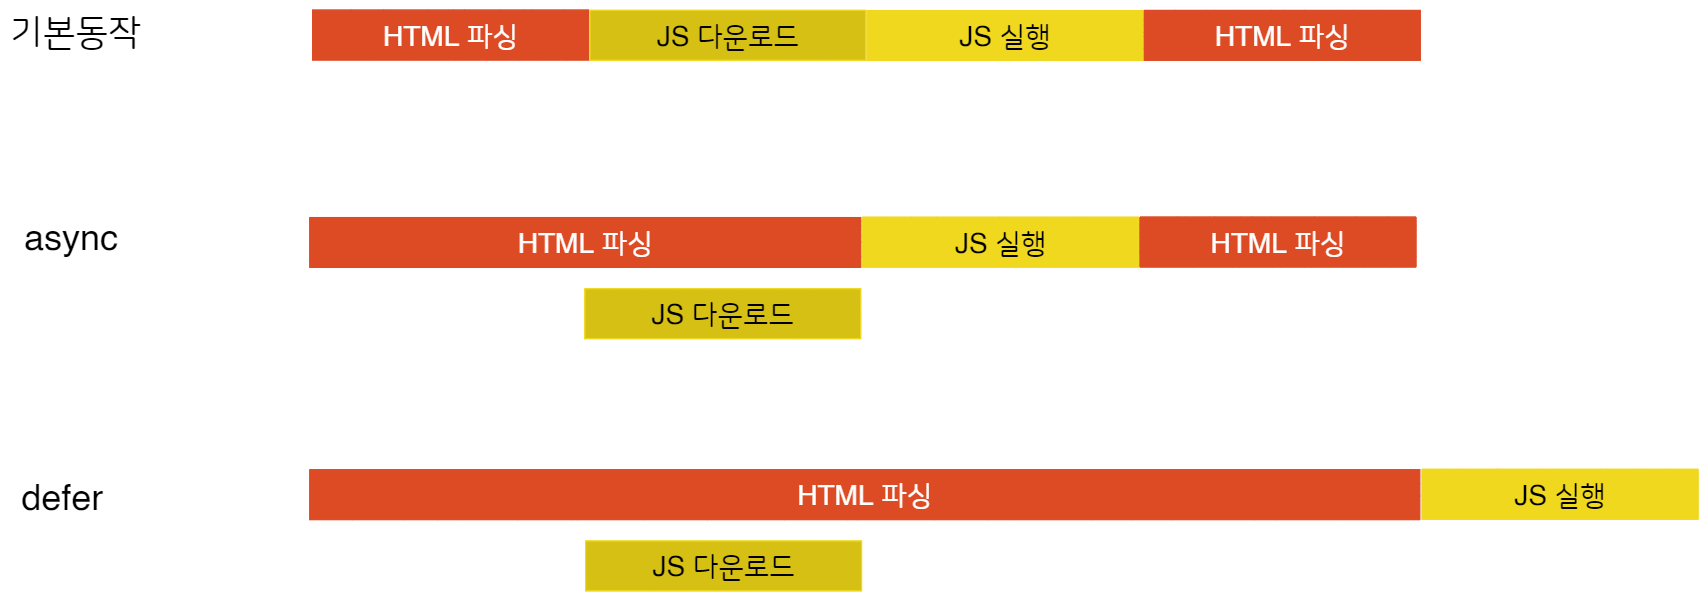 기본동작
HTML 파싱 JS 다운로드 JS 실행 HTML 파싱
async
HTML 파싱 JS 실행 HTML 파싱
JS 다운로드
defer
HTML 파싱 JS 실행
JS 다운로드